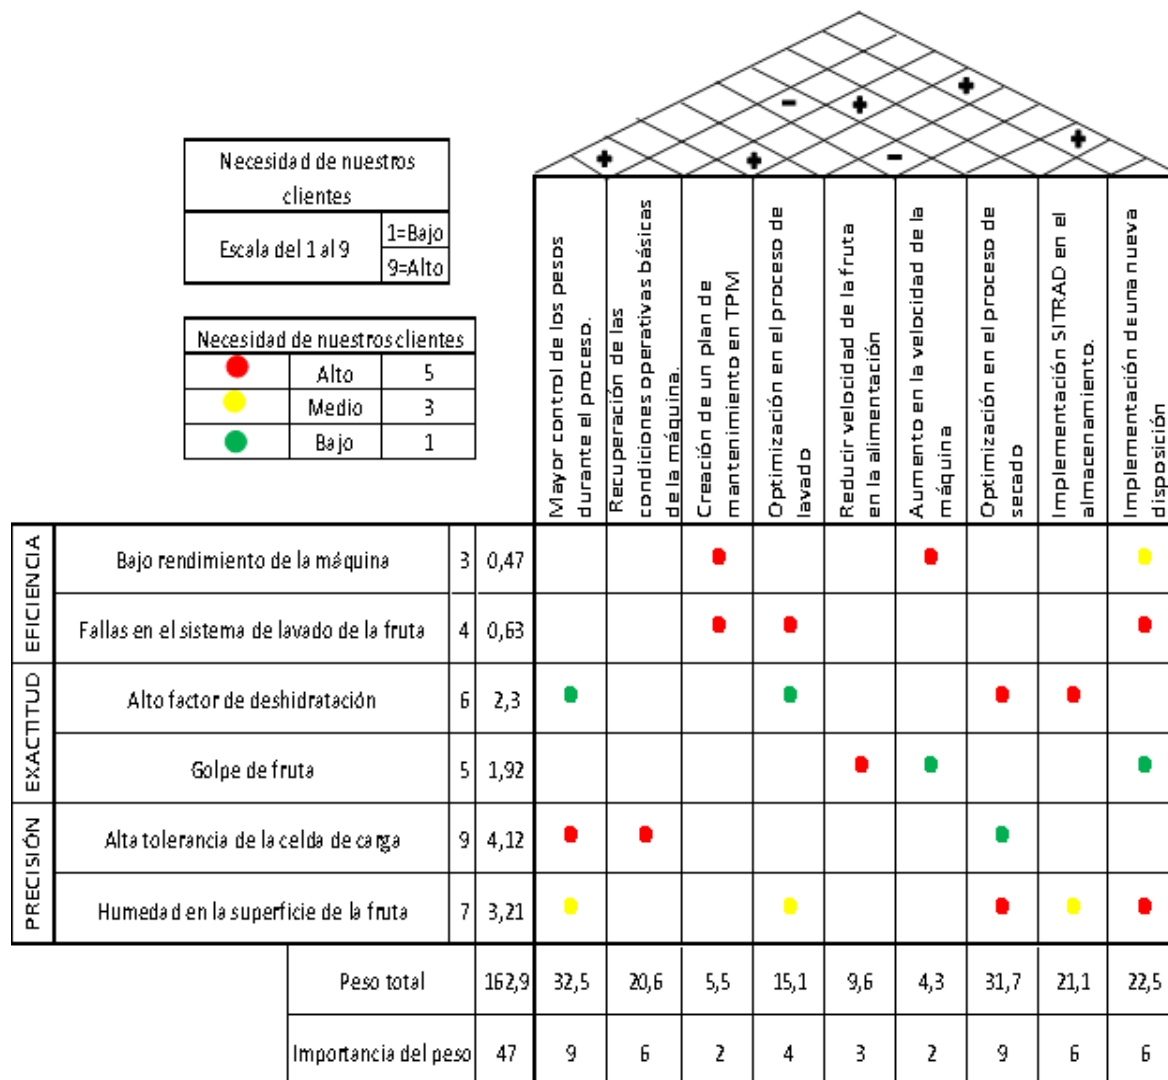 Necesidad de nuestros
clientes
Escala del 1 al 9
1=Bajo
9=Alto
Necesidad de nuestros clientes
Alto 5
Medio 3
Bajo 1
+ - + + + + - +
Mayor control de los pesos
durante el proceso.
Recuperación de las
condiciones operativas básicas
de la máquina.
Creación de un plan de
mantenimiento en TPM
Optimización en el proceso de
lavado
Reducir velocidad de la fruta
en la alimentación
Aumento en la velocidad de la
máquina
Optimización en el proceso de
secado
Implementación SITRAD en el
almacenamiento.
Implementación de una nueva
disposición
EFICIENCIA
Bajo rendimiento de la máquina 3 0,47
Fallas en el sistema de lavado de la fruta 4 0,63
EXACTITUD
Alto factor de deshidratación 6 2,3
Golpe de fruta 5 1,92
PRECISIÓN
Alta tolerancia de la celda de carga 9 4,12
Humedad en la superficie de la fruta 7 3,21
Peso total 162,9 32,5 20,6 5,5 15,1 9,6 4,3 31,7 21,1 22,5
Importancia del peso 47 9 6 2 4 3 2 9 6 6